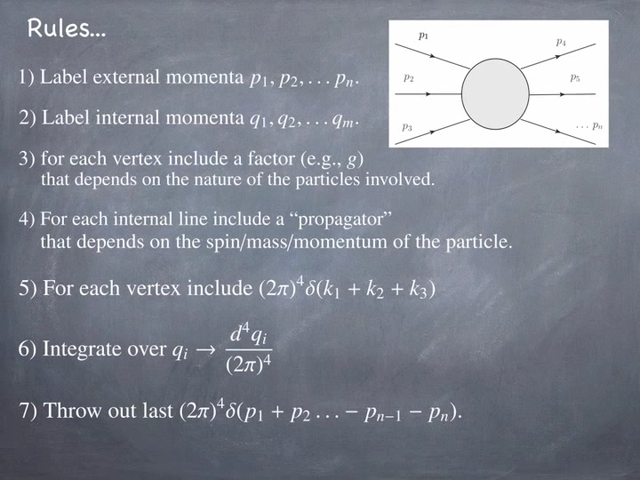 Rules...
p₁
p₂
p₃
p₄
p₅
... pₙ
1) Label external momenta p₁, p₂, … pₙ.
2) Label internal momenta q₁, q₂, … qₘ.
3) for each vertex include a factor (e.g., g)
that depends on the nature of the particles involved.
4) For each internal line include a “propagator”
that depends on the spin/mass/momentum of the particle.
5) For each vertex include (2π)⁴δ(k₁ + k₂ + k₃)
6) Integrate over qᵢ → d⁴qᵢ / (2π)⁴
7) Throw out last (2π)⁴δ(p₁ + p₂ … − pₙ₋₁ − pₙ).